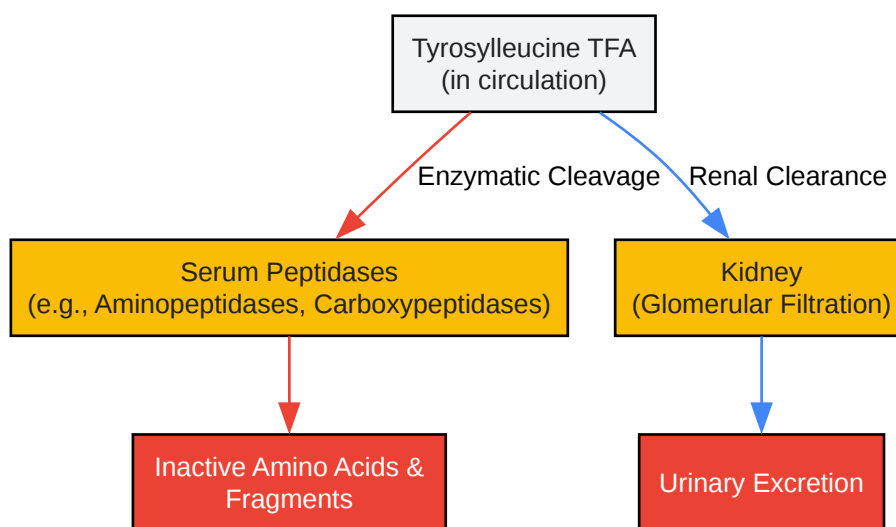 Tyrosylleucine TFA
(in circulation)
Enzymatic Cleavage
Renal Clearance
Serum Peptidases
(e.g., Aminopeptidases, Carboxypeptidases)
Kidney
(Glomerular Filtration)
Inactive Amino Acids &
Fragments
Urinary Excretion